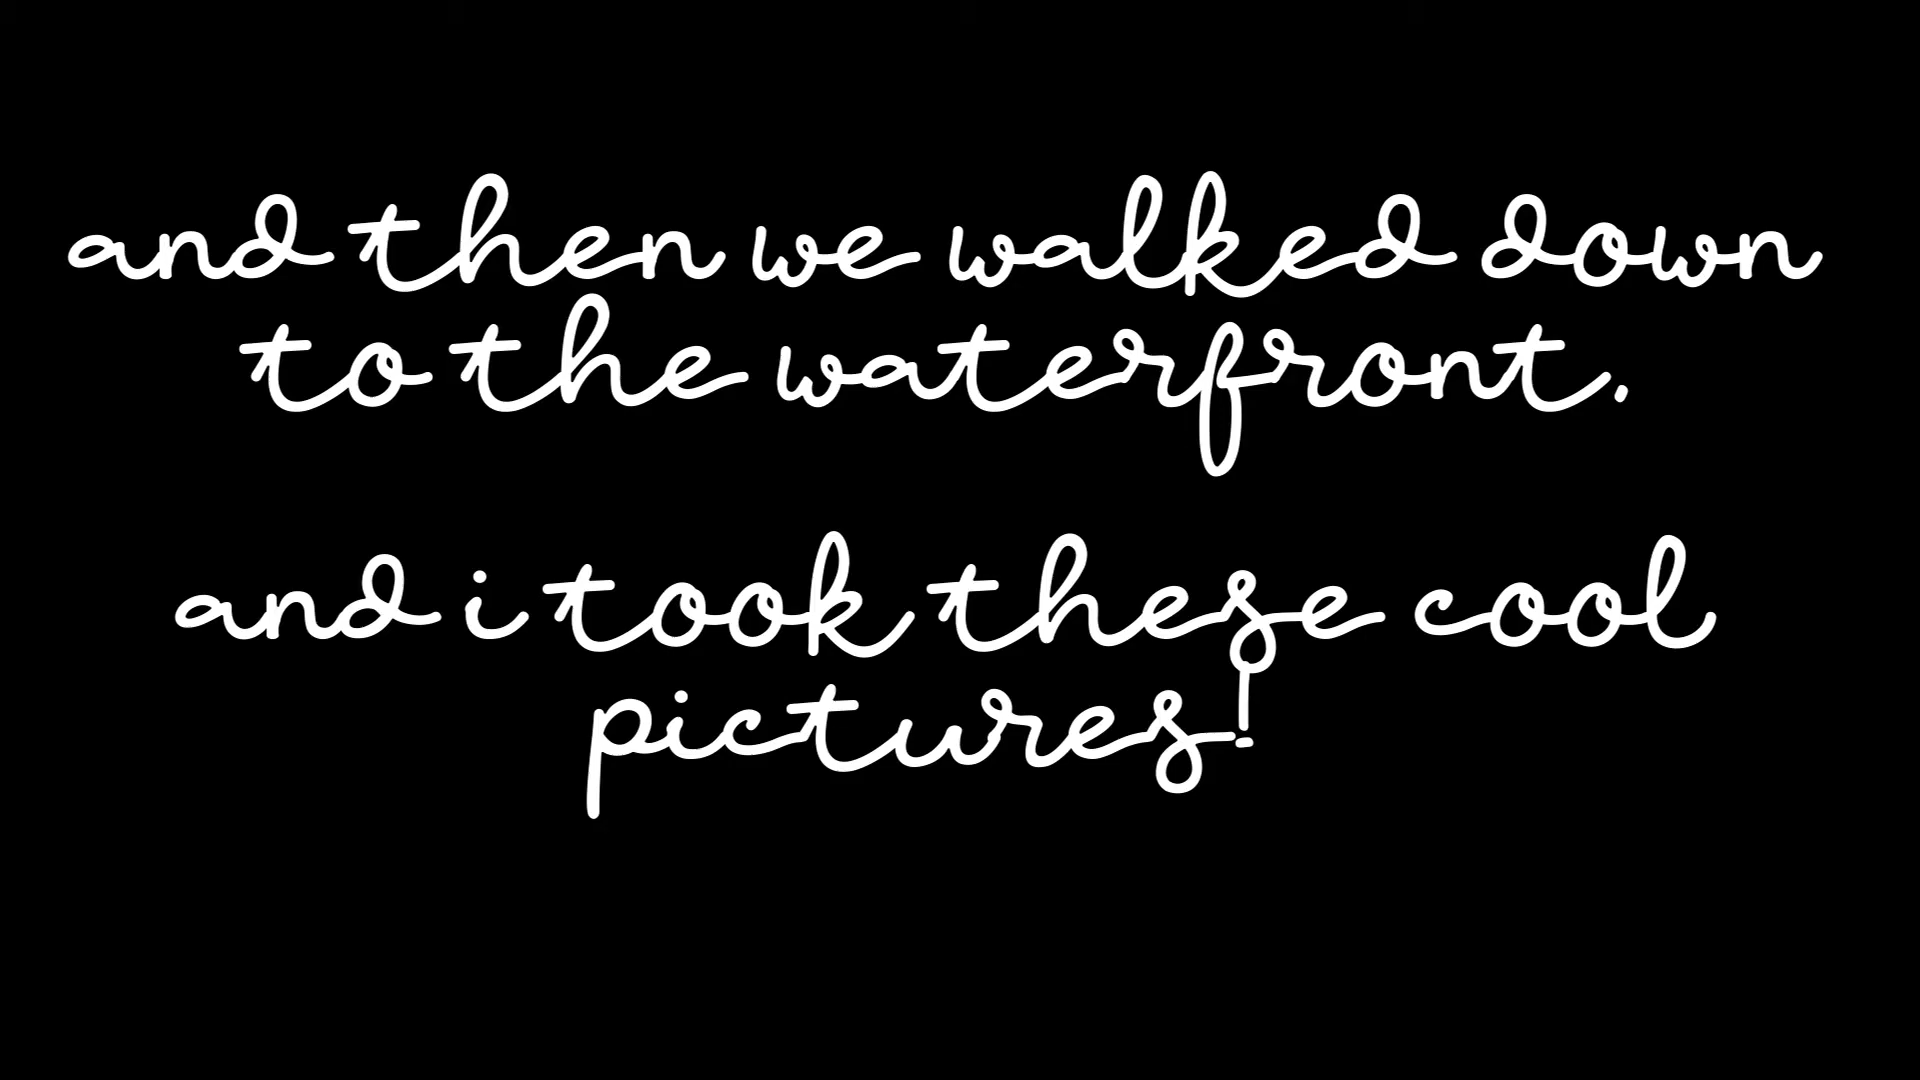 and then we walked down
to the waterfront.
and i took these cool
pictures!